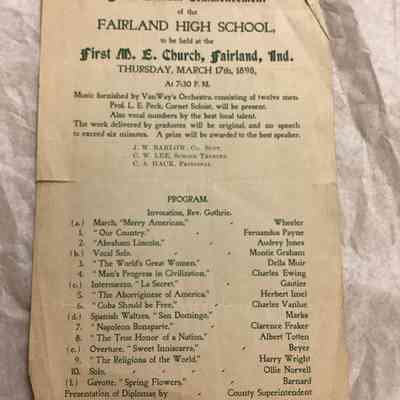 Commencement
of the
FAIRLAND HIGH SCHOOL,
to be held at the
First M. E. Church, Fairland, Ind.
THURSDAY, MARCH 17th, 1898,
At 7:30 P. M.
Music furnished by VanWay's Orchestra, consisting of twelve men.
Prof. L. E. Peck, Cornet Soloist, will be present.
Also vocal numbers by the best local talent.
The work delivered by graduates will be original, and no speech
to exceed six minutes. A prize will be awarded to the best speaker.
J. W. BARLOW, Co. Supt.
C. W. LEE, School Trustee.
C. A. HACK, Principal.
PROGRAM.
Invocation, Rev. Guthrie.
(a.) March, "Merry American," Wheeler
1. "Our Country," Fernandus Payne
2. "Abraham Lincoln," Audrey Jones
(b.) Vocal Solo, Montie Graham
3. "The World's Great Women," Della Muir
4. "Man's Progress in Civilization," Charles Ewing
(c.) Intermezzo, "La Secret" Gautier
5. "The Aboriginese of America" Herbert Insel
6. "Cuba Should be Free," Charles Vanlue
(d.) Spanish Waltzes, "San Domingo," Marks
7. "Napoleon Bonaparte," Clarence Fraker
8. "The True Honor of a Nation," Albert Totten
(e.) Overture, "Sweet Inniscarra," Beyer
9. "The Religions of the World," Harry Wright
10. Solo, Ollie Norvell
(f.) Gavotte, "Spring Flowers," Barnard
Presentation of Diplomas by County Superintendent